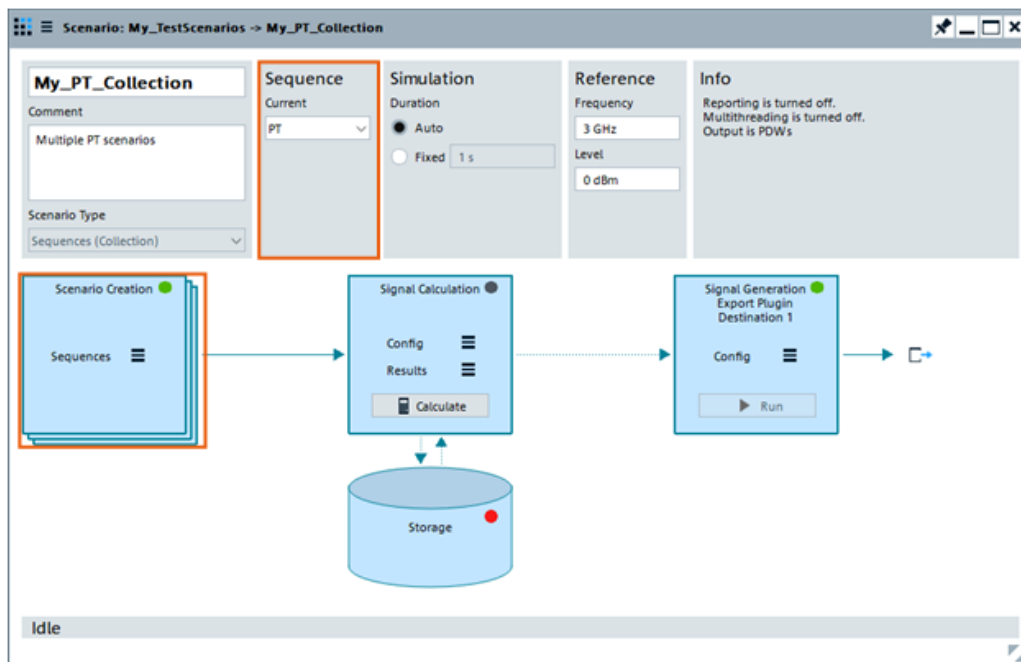 Scenario: My_TestScenarios -> My_PT_Collection
My_PT_Collection
Comment
Multiple PT scenarios
Scenario Type
Sequences (Collection)
Sequence
Current
PT
Simulation
Duration
Auto
Fixed 1 s
Reference
Frequency
3 GHz
Level
0 dBm
Info
Reporting is turned off.
Multithreading is turned off.
Output is PDWs
Scenario Creation
Sequences
Signal Calculation
Config
Results
Calculate
Storage
Signal Generation
Export Plugin
Destination 1
Config
Run
Idle